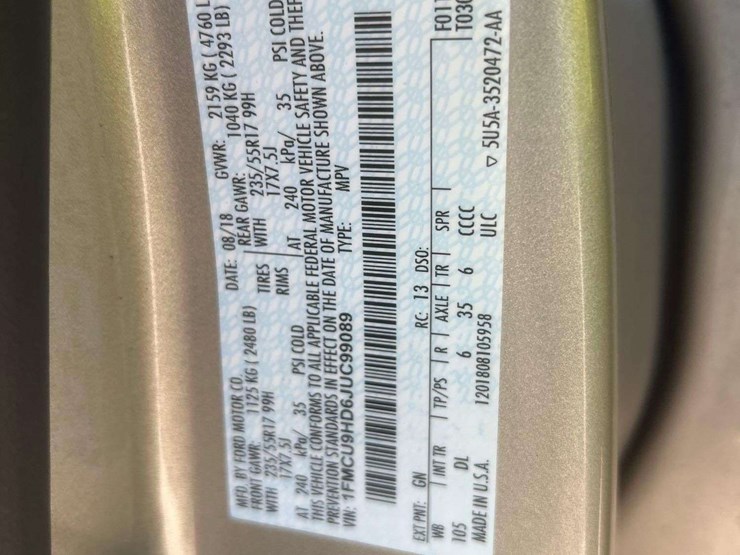 MFD. BY FORD MOTOR CO.
DATE: 08/18 GVWR: 2159 KG ( 4760 L
FRONT GAWR: 1125 KG ( 2480 LB) REAR GAWR: 1040 KG ( 2293 LB)
WITH 235/55R17 99H TIRES WITH 235/55R17 99H
17X7.5J RIMS 17X7.5J
AT 240 kPa/ 35 PSI COLD AT 240 kPa/ 35 PSI COLD
THIS VEHICLE CONFORMS TO ALL APPLICABLE FEDERAL MOTOR VEHICLE SAFETY AND THEF
PREVENTION STANDARDS IN EFFECT ON THE DATE OF MANUFACTURE SHOWN ABOVE.
VIN: 1FMCU9HD6JUC99089 TYPE: MPV
EXT PNT: GN RC: 13 DSO: F011
WB INT TR TP/PS R AXLE TR SPR T030
105 DL 6 35 6 CCCC
MADE IN U.S.A. 1201808105958 ULC ▽ 5U5A-3520472-AA